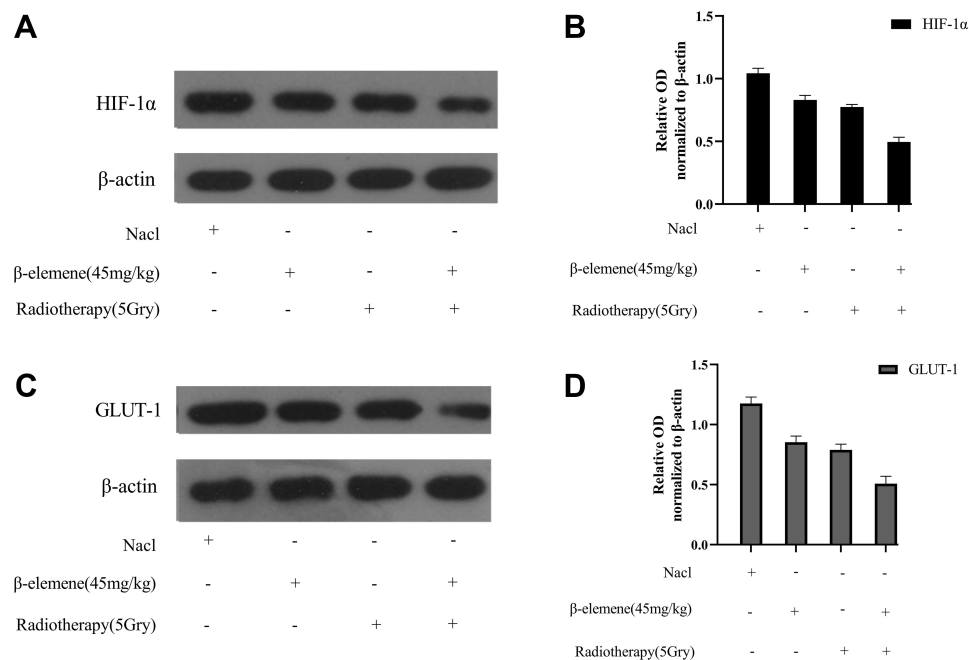 A
HIF-1α
β-actin
Nacl + - - -
β-elemene(45mg/kg) - + - +
Radiotherapy(5Gry) - - + +
B
HIF-1α
Relative OD
normalized to β-actin
1.5
1.0
0.5
0.0
Nacl + - - -
β-elemene(45mg/kg) - + - +
Radiotherapy(5Gry) - - + +
C
GLUT-1
β-actin
Nacl + - - -
β-elemene(45mg/kg) - + - +
Radiotherapy(5Gry) - - + +
D
GLUT-1
Relative OD
normalized to β-actin
1.5
1.0
0.5
0.0
Nacl + - - -
β-elemene(45mg/kg) - + - +
Radiotherapy(5Gry) - - + +